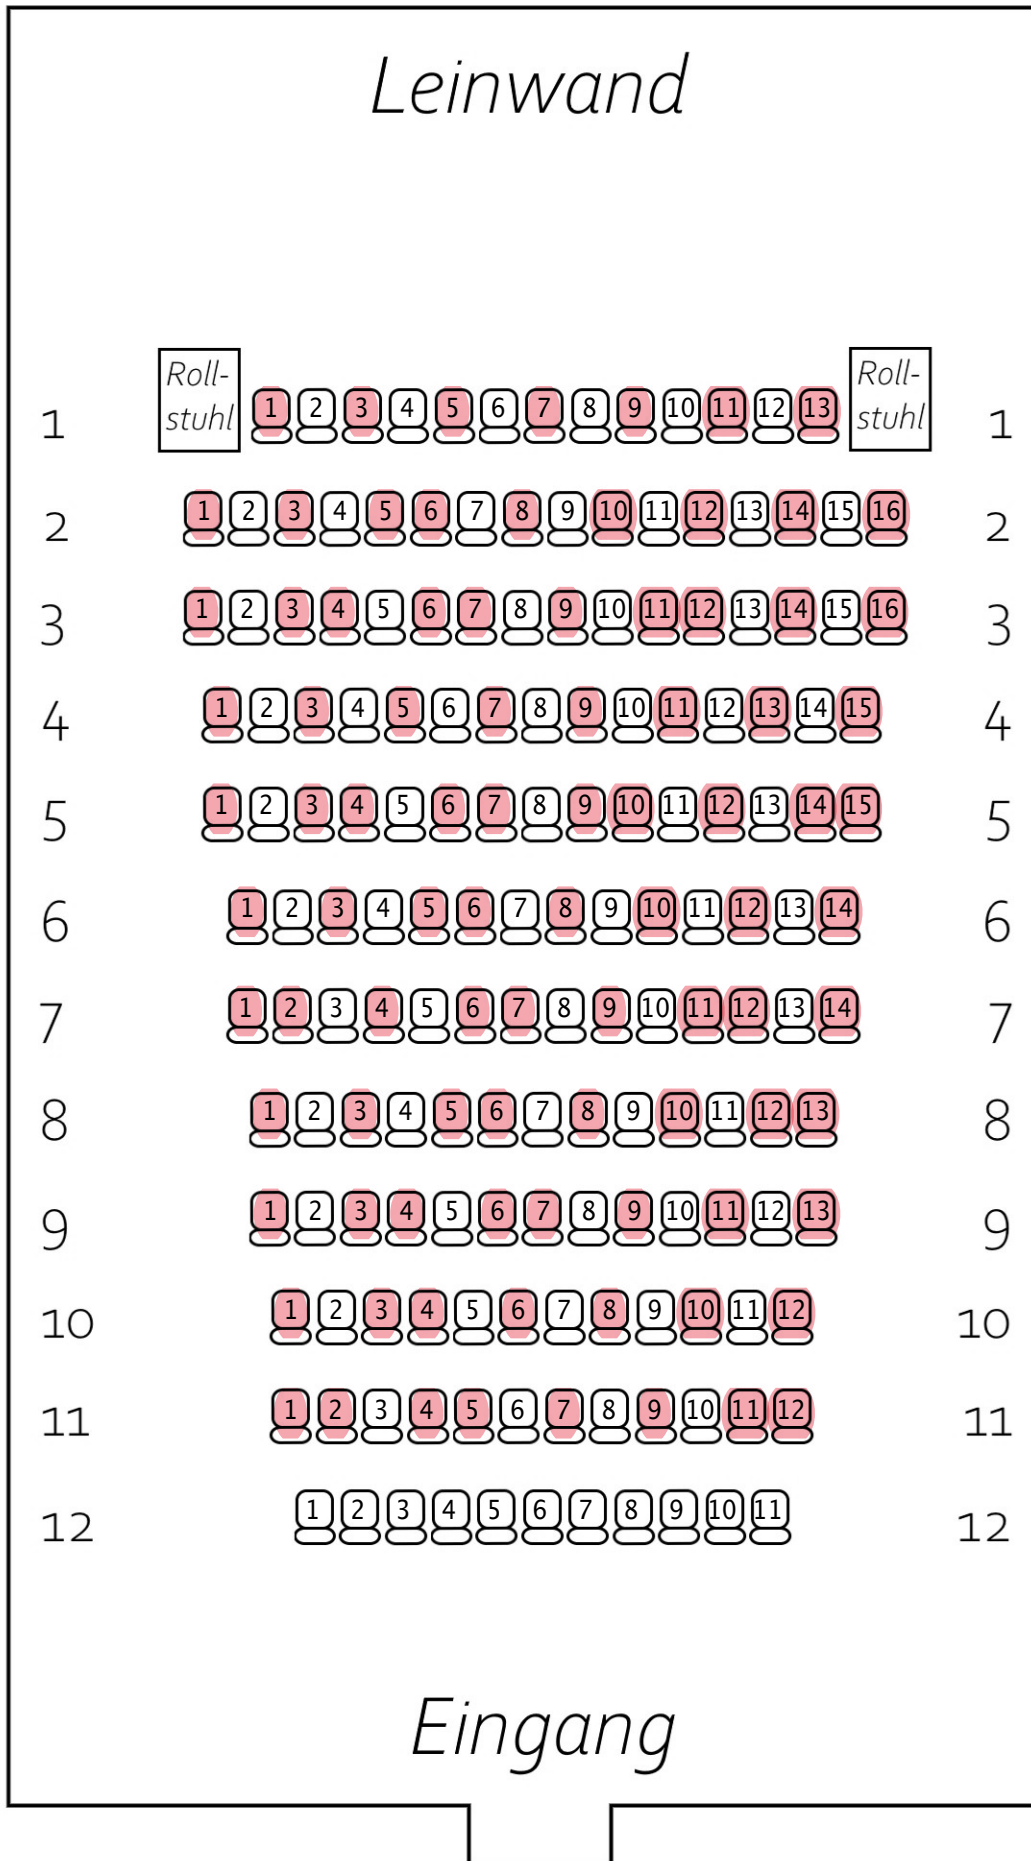 Leinwand
Roll-
stuhl
Roll-
stuhl
1 1 2 3 4 5 6 7 8 9 10 11 12 13 1
2 1 2 3 4 5 6 7 8 9 10 11 12 13 14 15 16 2
3 1 2 3 4 5 6 7 8 9 10 11 12 13 14 15 16 3
4 1 2 3 4 5 6 7 8 9 10 11 12 13 14 15 4
5 1 2 3 4 5 6 7 8 9 10 11 12 13 14 15 5
6 1 2 3 4 5 6 7 8 9 10 11 12 13 14 6
7 1 2 3 4 5 6 7 8 9 10 11 12 13 14 7
8 1 2 3 4 5 6 7 8 9 10 11 12 13 8
9 1 2 3 4 5 6 7 8 9 10 11 12 13 9
10 1 2 3 4 5 6 7 8 9 10 11 12 10
11 1 2 3 4 5 6 7 8 9 10 11 12 11
12 1 2 3 4 5 6 7 8 9 10 11 12
Eingang